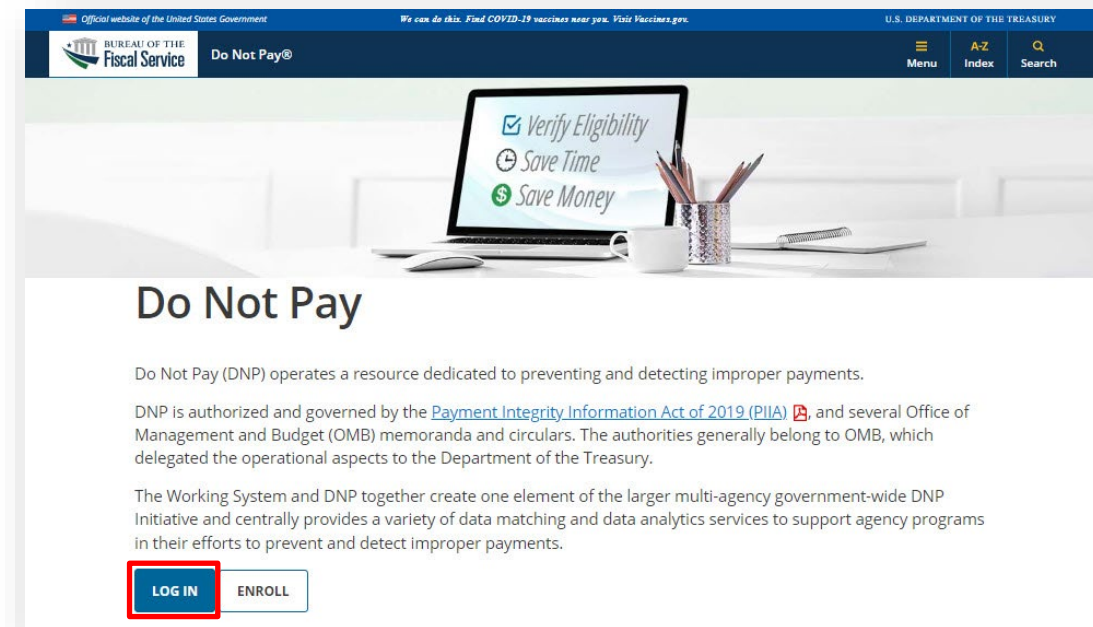 Official website of the United States Government
We can do this. Find COVID-19 vaccines near you. Visit Vaccines.gov.
U.S. DEPARTMENT OF THE TREASURY
BUREAU OF THE
Fiscal Service
Do Not Pay®
Menu
A-Z
Index
Search
Verify Eligibility
Save Time
$ Save Money
Do Not Pay
Do Not Pay (DNP) operates a resource dedicated to preventing and detecting improper payments.
DNP is authorized and governed by the Payment Integrity Information Act of 2019 (PIIA), and several Office of
Management and Budget (OMB) memoranda and circulars. The authorities generally belong to OMB, which
delegated the operational aspects to the Department of the Treasury.
The Working System and DNP together create one element of the larger multi-agency government-wide DNP
Initiative and centrally provides a variety of data matching and data analytics services to support agency programs
in their efforts to prevent and detect improper payments.
LOG IN
ENROLL